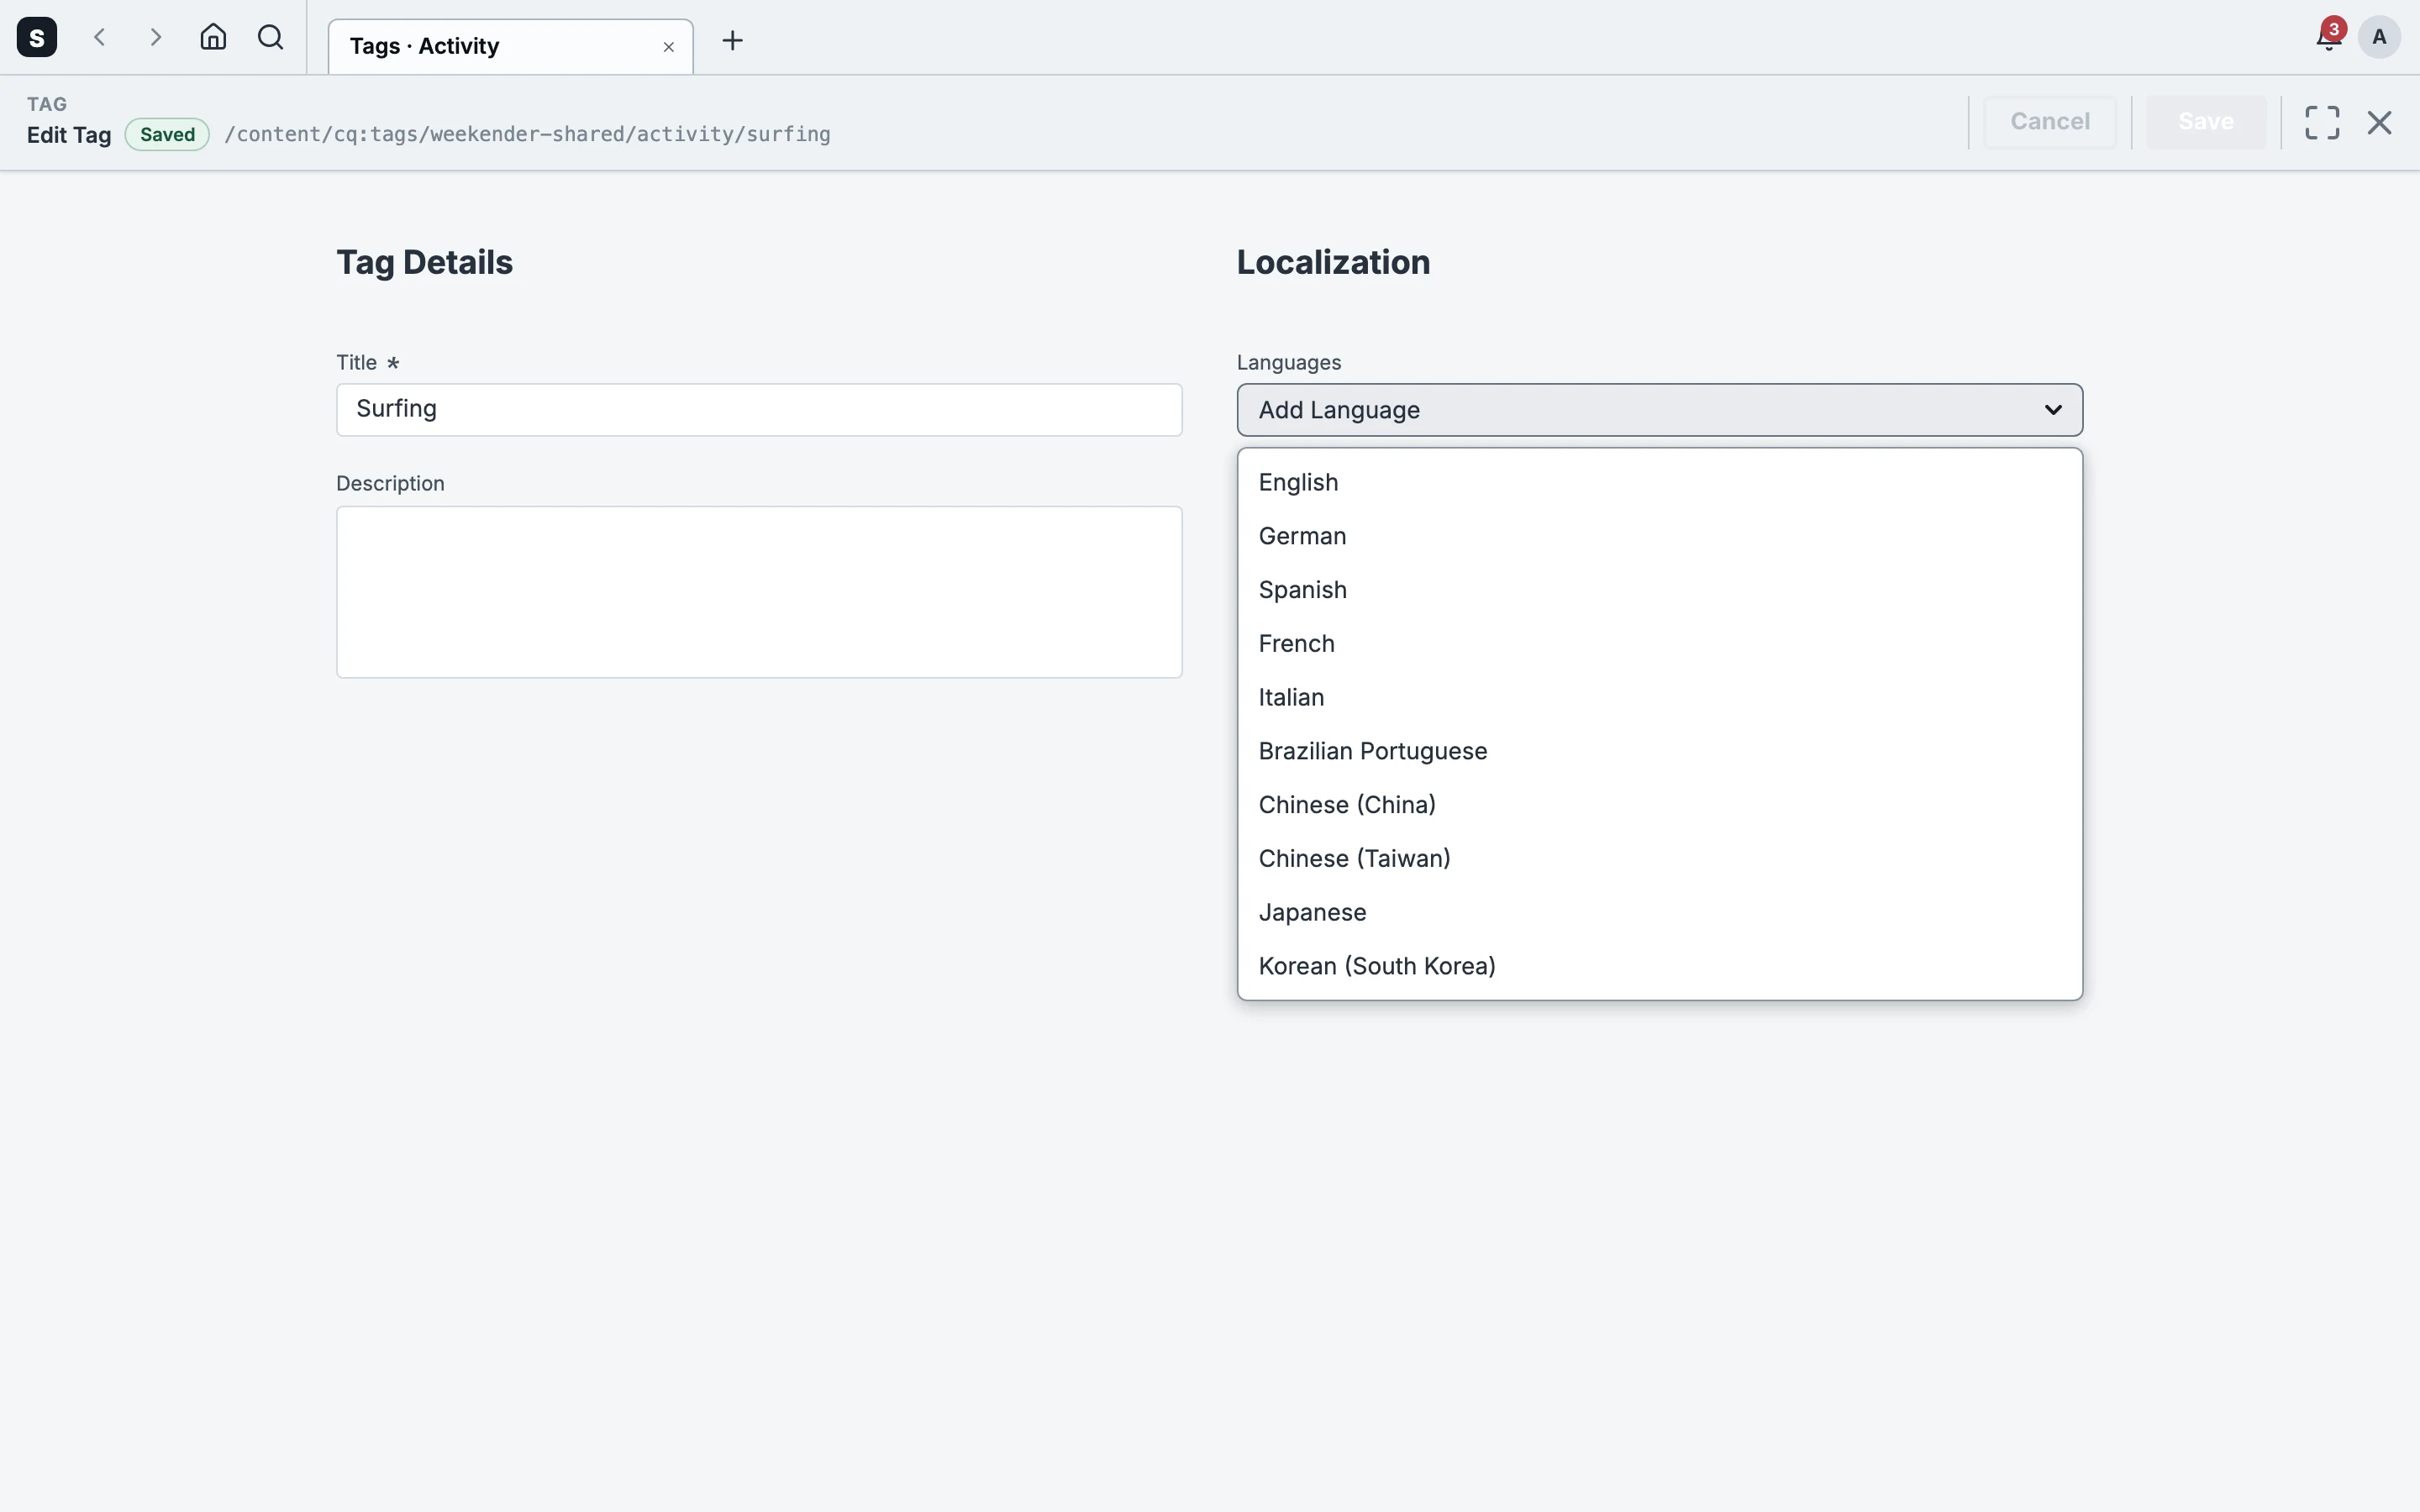 S
Tags · Activity
3
A
TAG
Edit Tag Saved /content/cq:tags/weekender-shared/activity/surfing
Cancel
Save
Tag Details
Title *
Surfing
Description
Localization
Languages
Add Language
English
German
Spanish
French
Italian
Brazilian Portuguese
Chinese (China)
Chinese (Taiwan)
Japanese
Korean (South Korea)